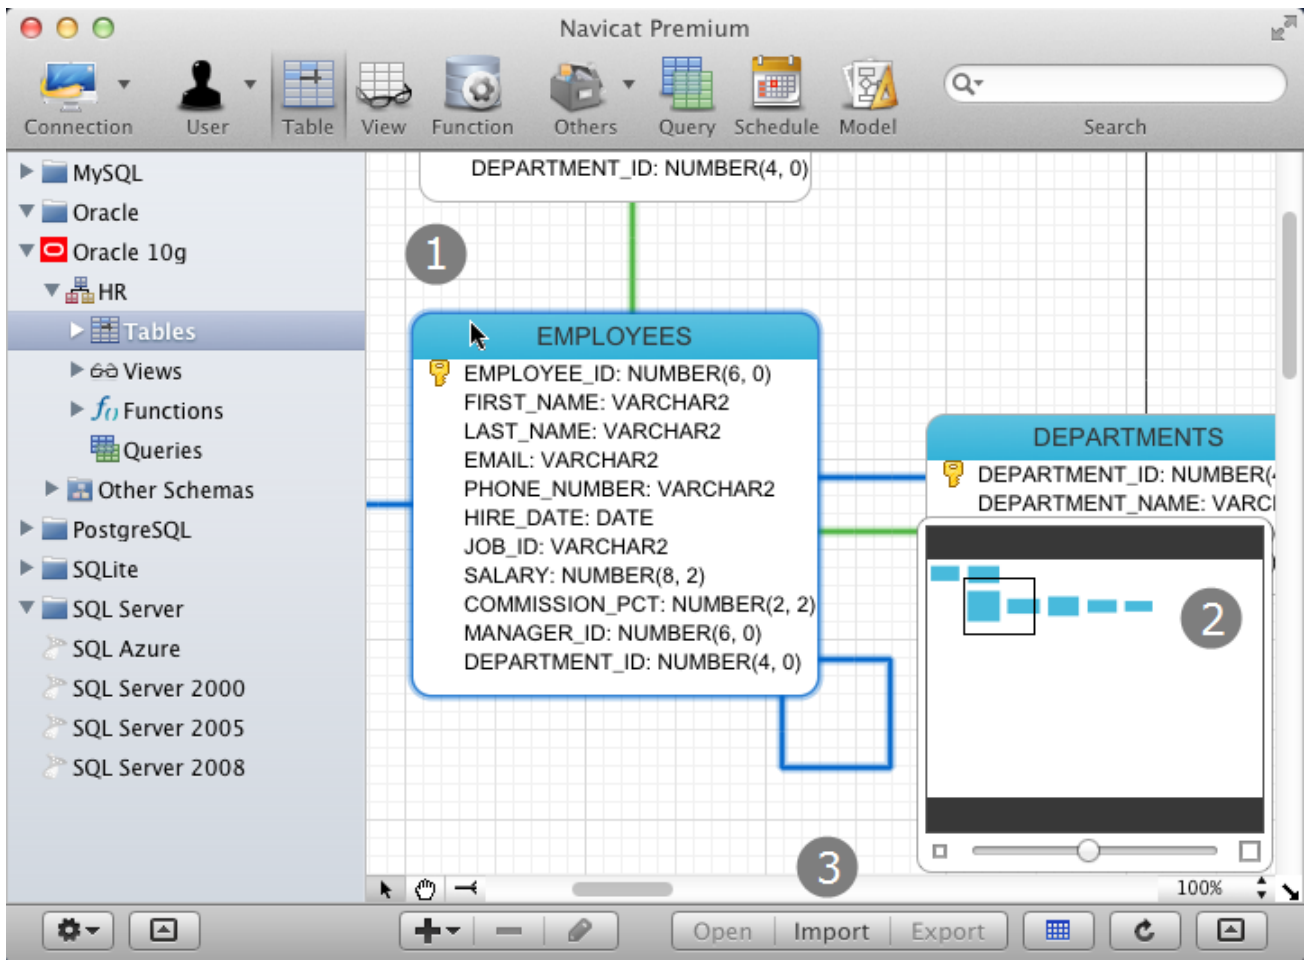 Navicat Premium
Connection
User
Table
View
Function
Others
Query
Schedule
Model
Search
MySQL
Oracle
Oracle 10g
HR
Tables
Views
Functions
Queries
Other Schemas
PostgreSQL
SQLite
SQL Server
SQL Azure
SQL Server 2000
SQL Server 2005
SQL Server 2008
DEPARTMENT_ID: NUMBER(4, 0)
1
EMPLOYEES
EMPLOYEE_ID: NUMBER(6, 0)
FIRST_NAME: VARCHAR2
LAST_NAME: VARCHAR2
EMAIL: VARCHAR2
PHONE_NUMBER: VARCHAR2
HIRE_DATE: DATE
JOB_ID: VARCHAR2
SALARY: NUMBER(8, 2)
COMMISSION_PCT: NUMBER(2, 2)
MANAGER_ID: NUMBER(6, 0)
DEPARTMENT_ID: NUMBER(4, 0)
DEPARTMENTS
DEPARTMENT_ID: NUMBER(
DEPARTMENT_NAME: VARC
2
3
100%
Open
Import
Export